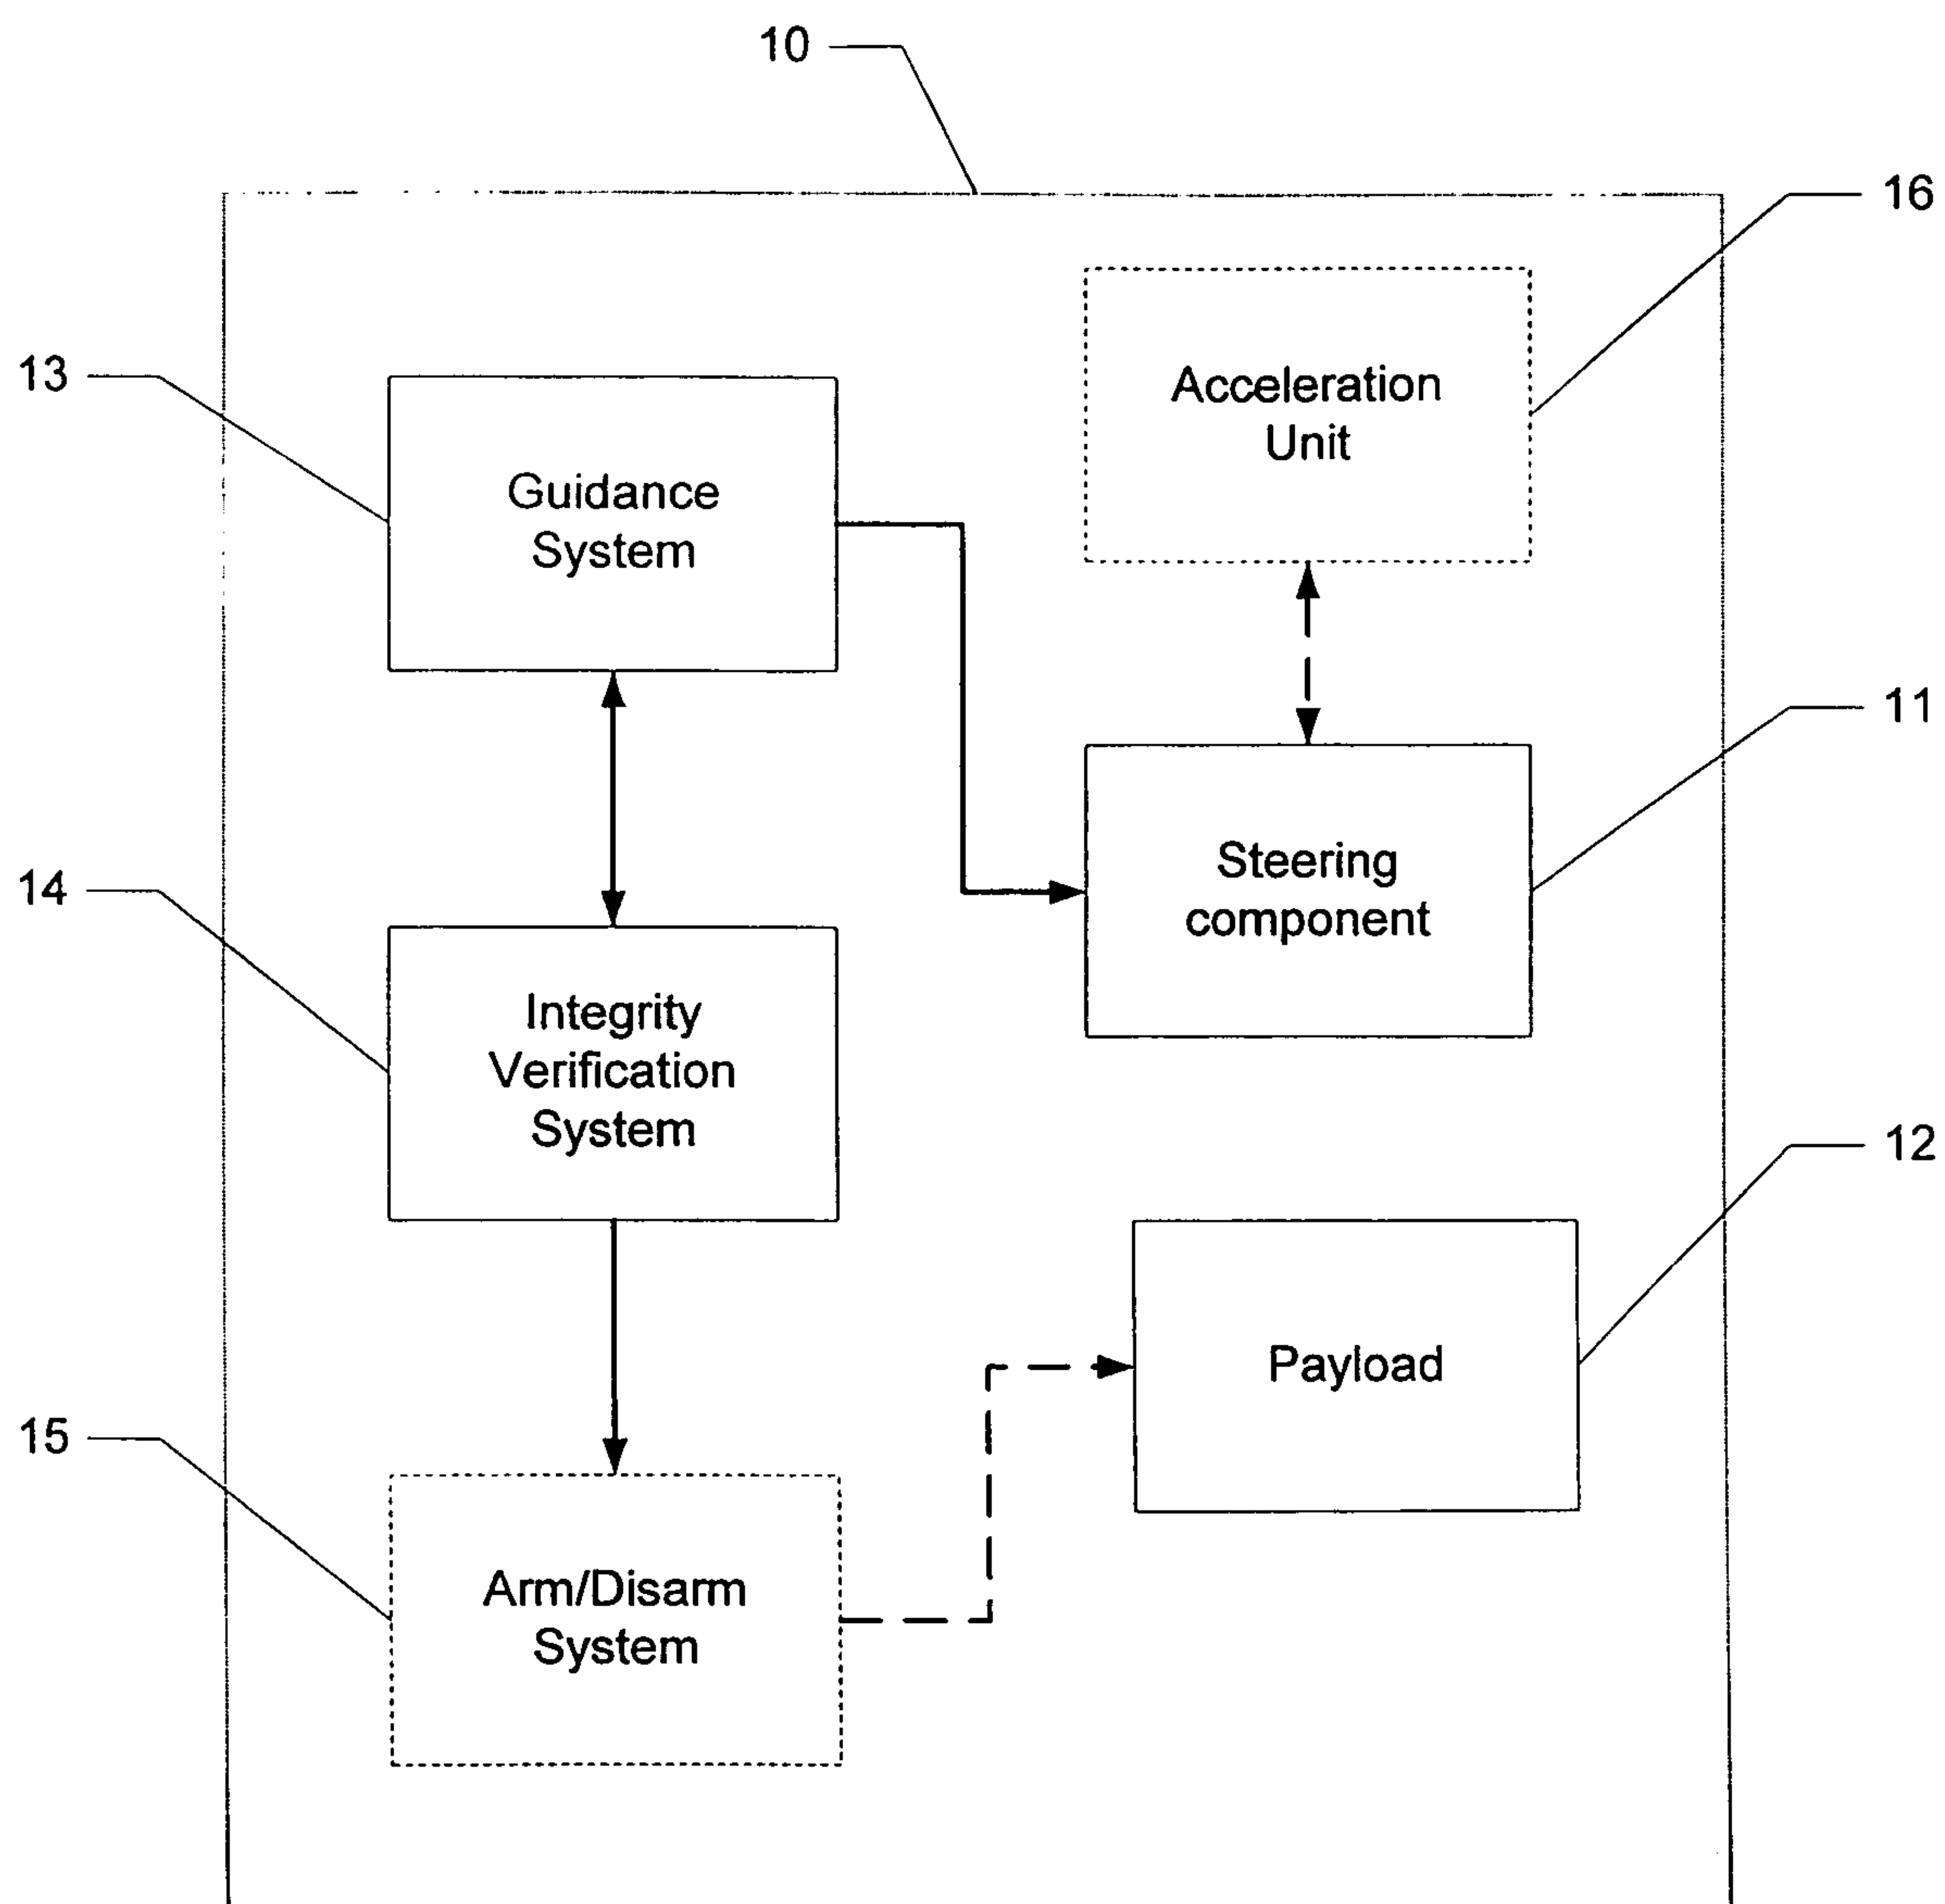 10
16
Acceleration
Unit
13
Guidance
System
11
Steering
component
14
Integrity
Verification
System
12
Payload
15
Arm/Disarm
System